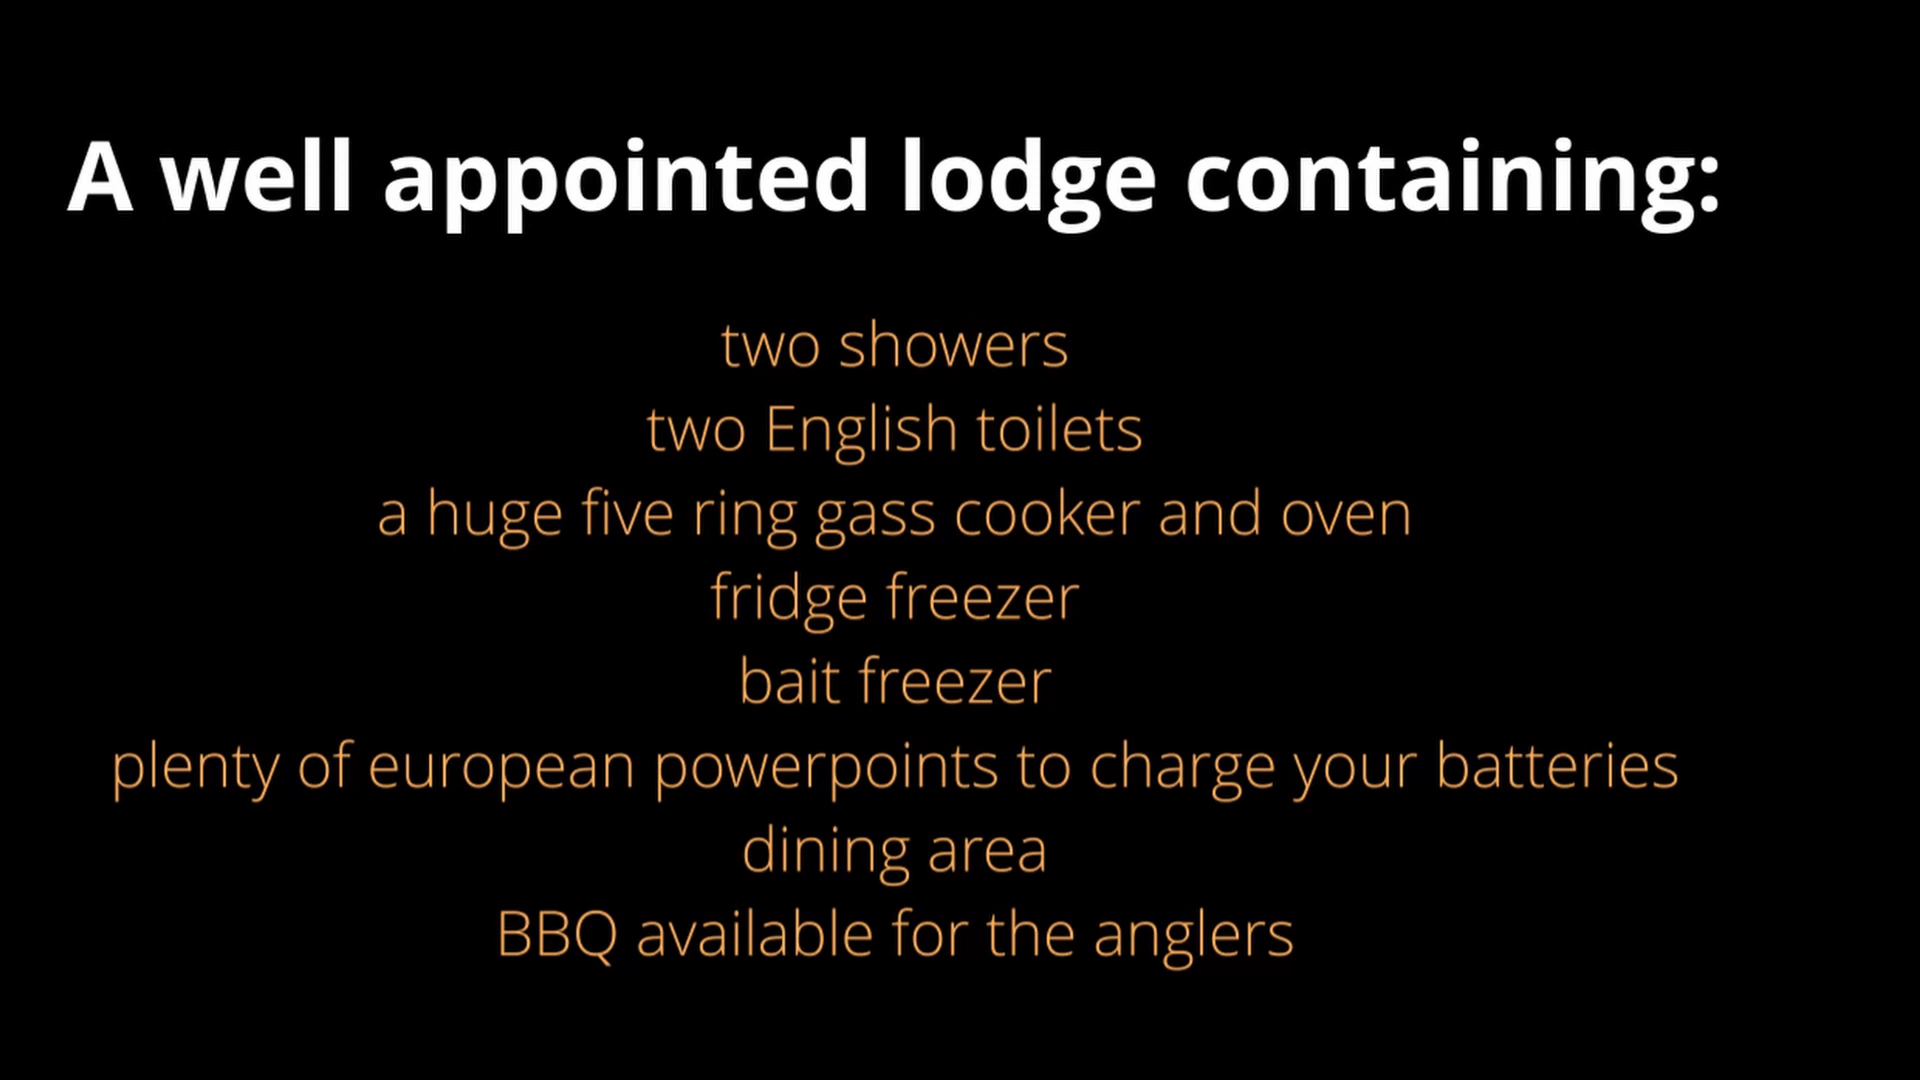 A well appointed lodge containing:
two showers
two English toilets
a huge five ring gass cooker and oven
fridge freezer
bait freezer
plenty of european powerpoints to charge your batteries
dining area
BBQ available for the anglers